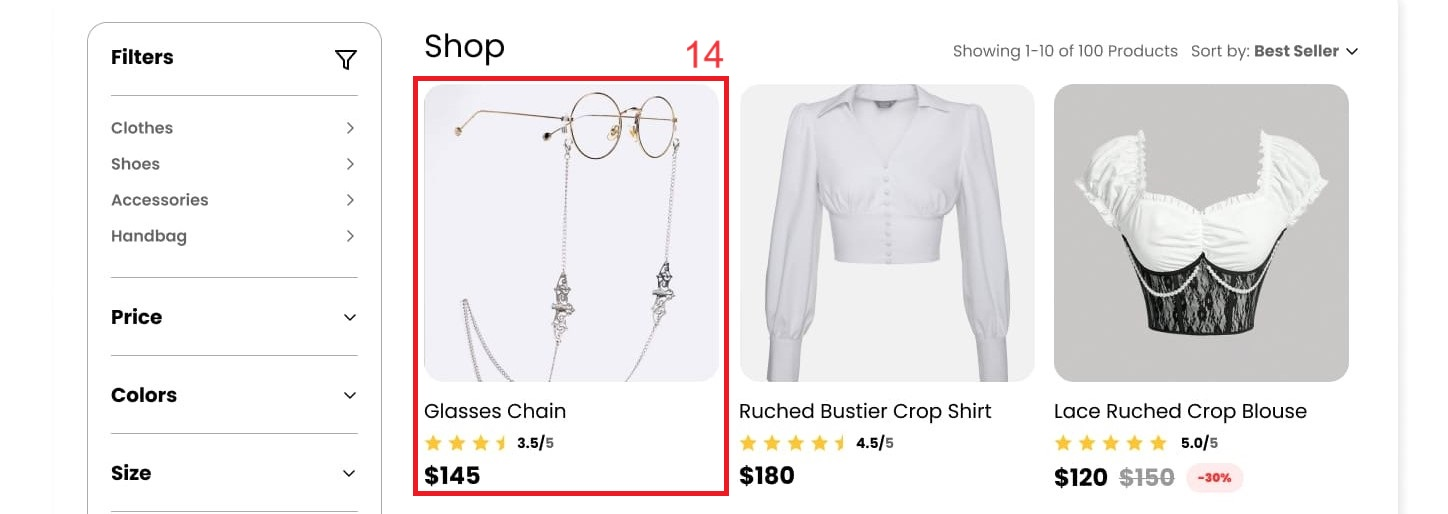 Filters
Clothes
Shoes
Accessories
Handbag
Price
Colors
Size
Shop
14
Showing 1-10 of 100 Products Sort by: Best Seller
Glasses Chain
3.5/5
$145
Ruched Bustier Crop Shirt
4.5/5
$180
Lace Ruched Crop Blouse
5.0/5
$120 $150 -30%